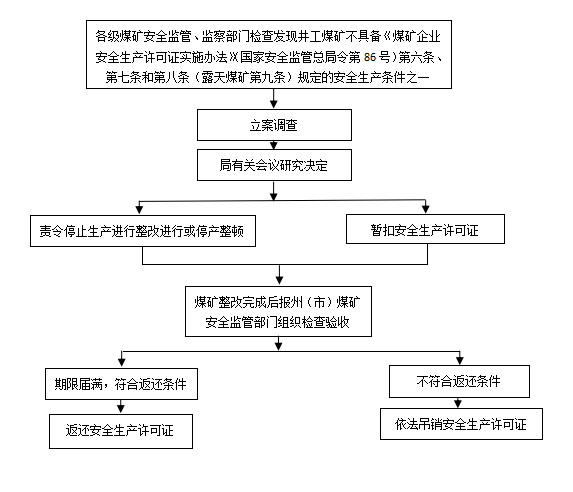 各级煤矿安全监管、监察部门检查发现井工煤矿不具备《煤矿企业
安全生产许可证实施办法》(国家安全监管总局令第 86 号)第六条、
第七条和第八条（露天煤矿第九条）规定的安全生产条件之一
立案调查
局有关会议研究决定
责令停止生产进行整改进行或停产整顿
暂扣安全生产许可证
煤矿整改完成后报州（市）煤矿
安全监管部门组织检查验收
期限届满，符合返还条件
不符合返还条件
返还安全生产许可证
依法吊销安全生产许可证